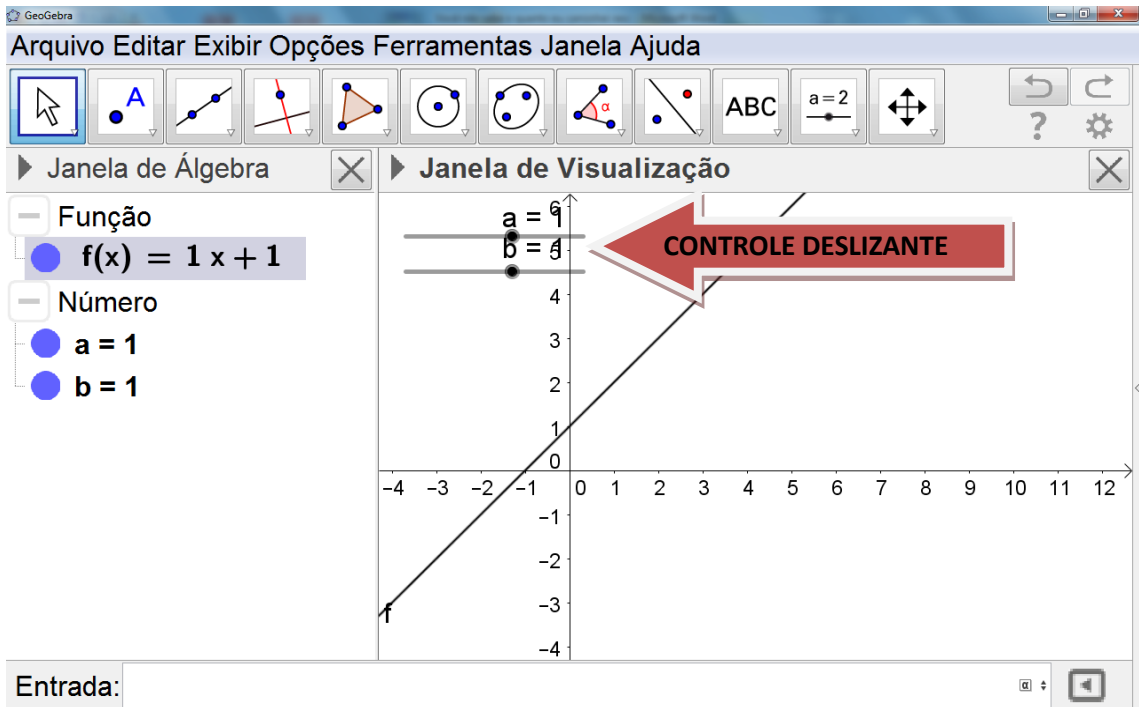 GeoGebra
Arquivo Editar Exibir Opções Ferramentas Janela Ajuda
A
α
ABC
a = 2
?
Janela de Álgebra
Janela de Visualização
Função
f(x) = 1 x + 1
Número
a = 1
b = 1
a = 1
b = 1
CONTROLE DESLIZANTE
6
5
4
3
2
1
0
−4 −3 −2 −1 0 1 2 3 4 5 6 7 8 9 10 11 12
−1
−2
−3
−4
f
Entrada:
α